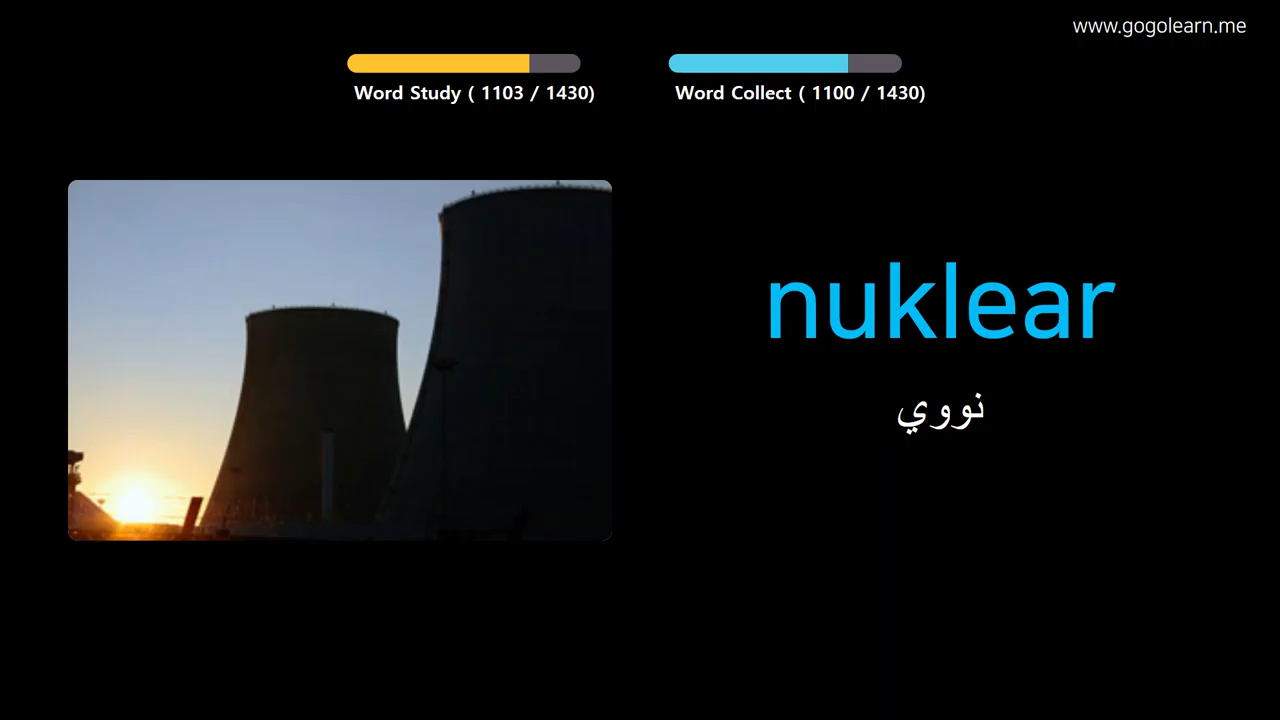 www.gogolearn.me
Word Study ( 1103 / 1430)
Word Collect ( 1100 / 1430)
nuklear
نووي